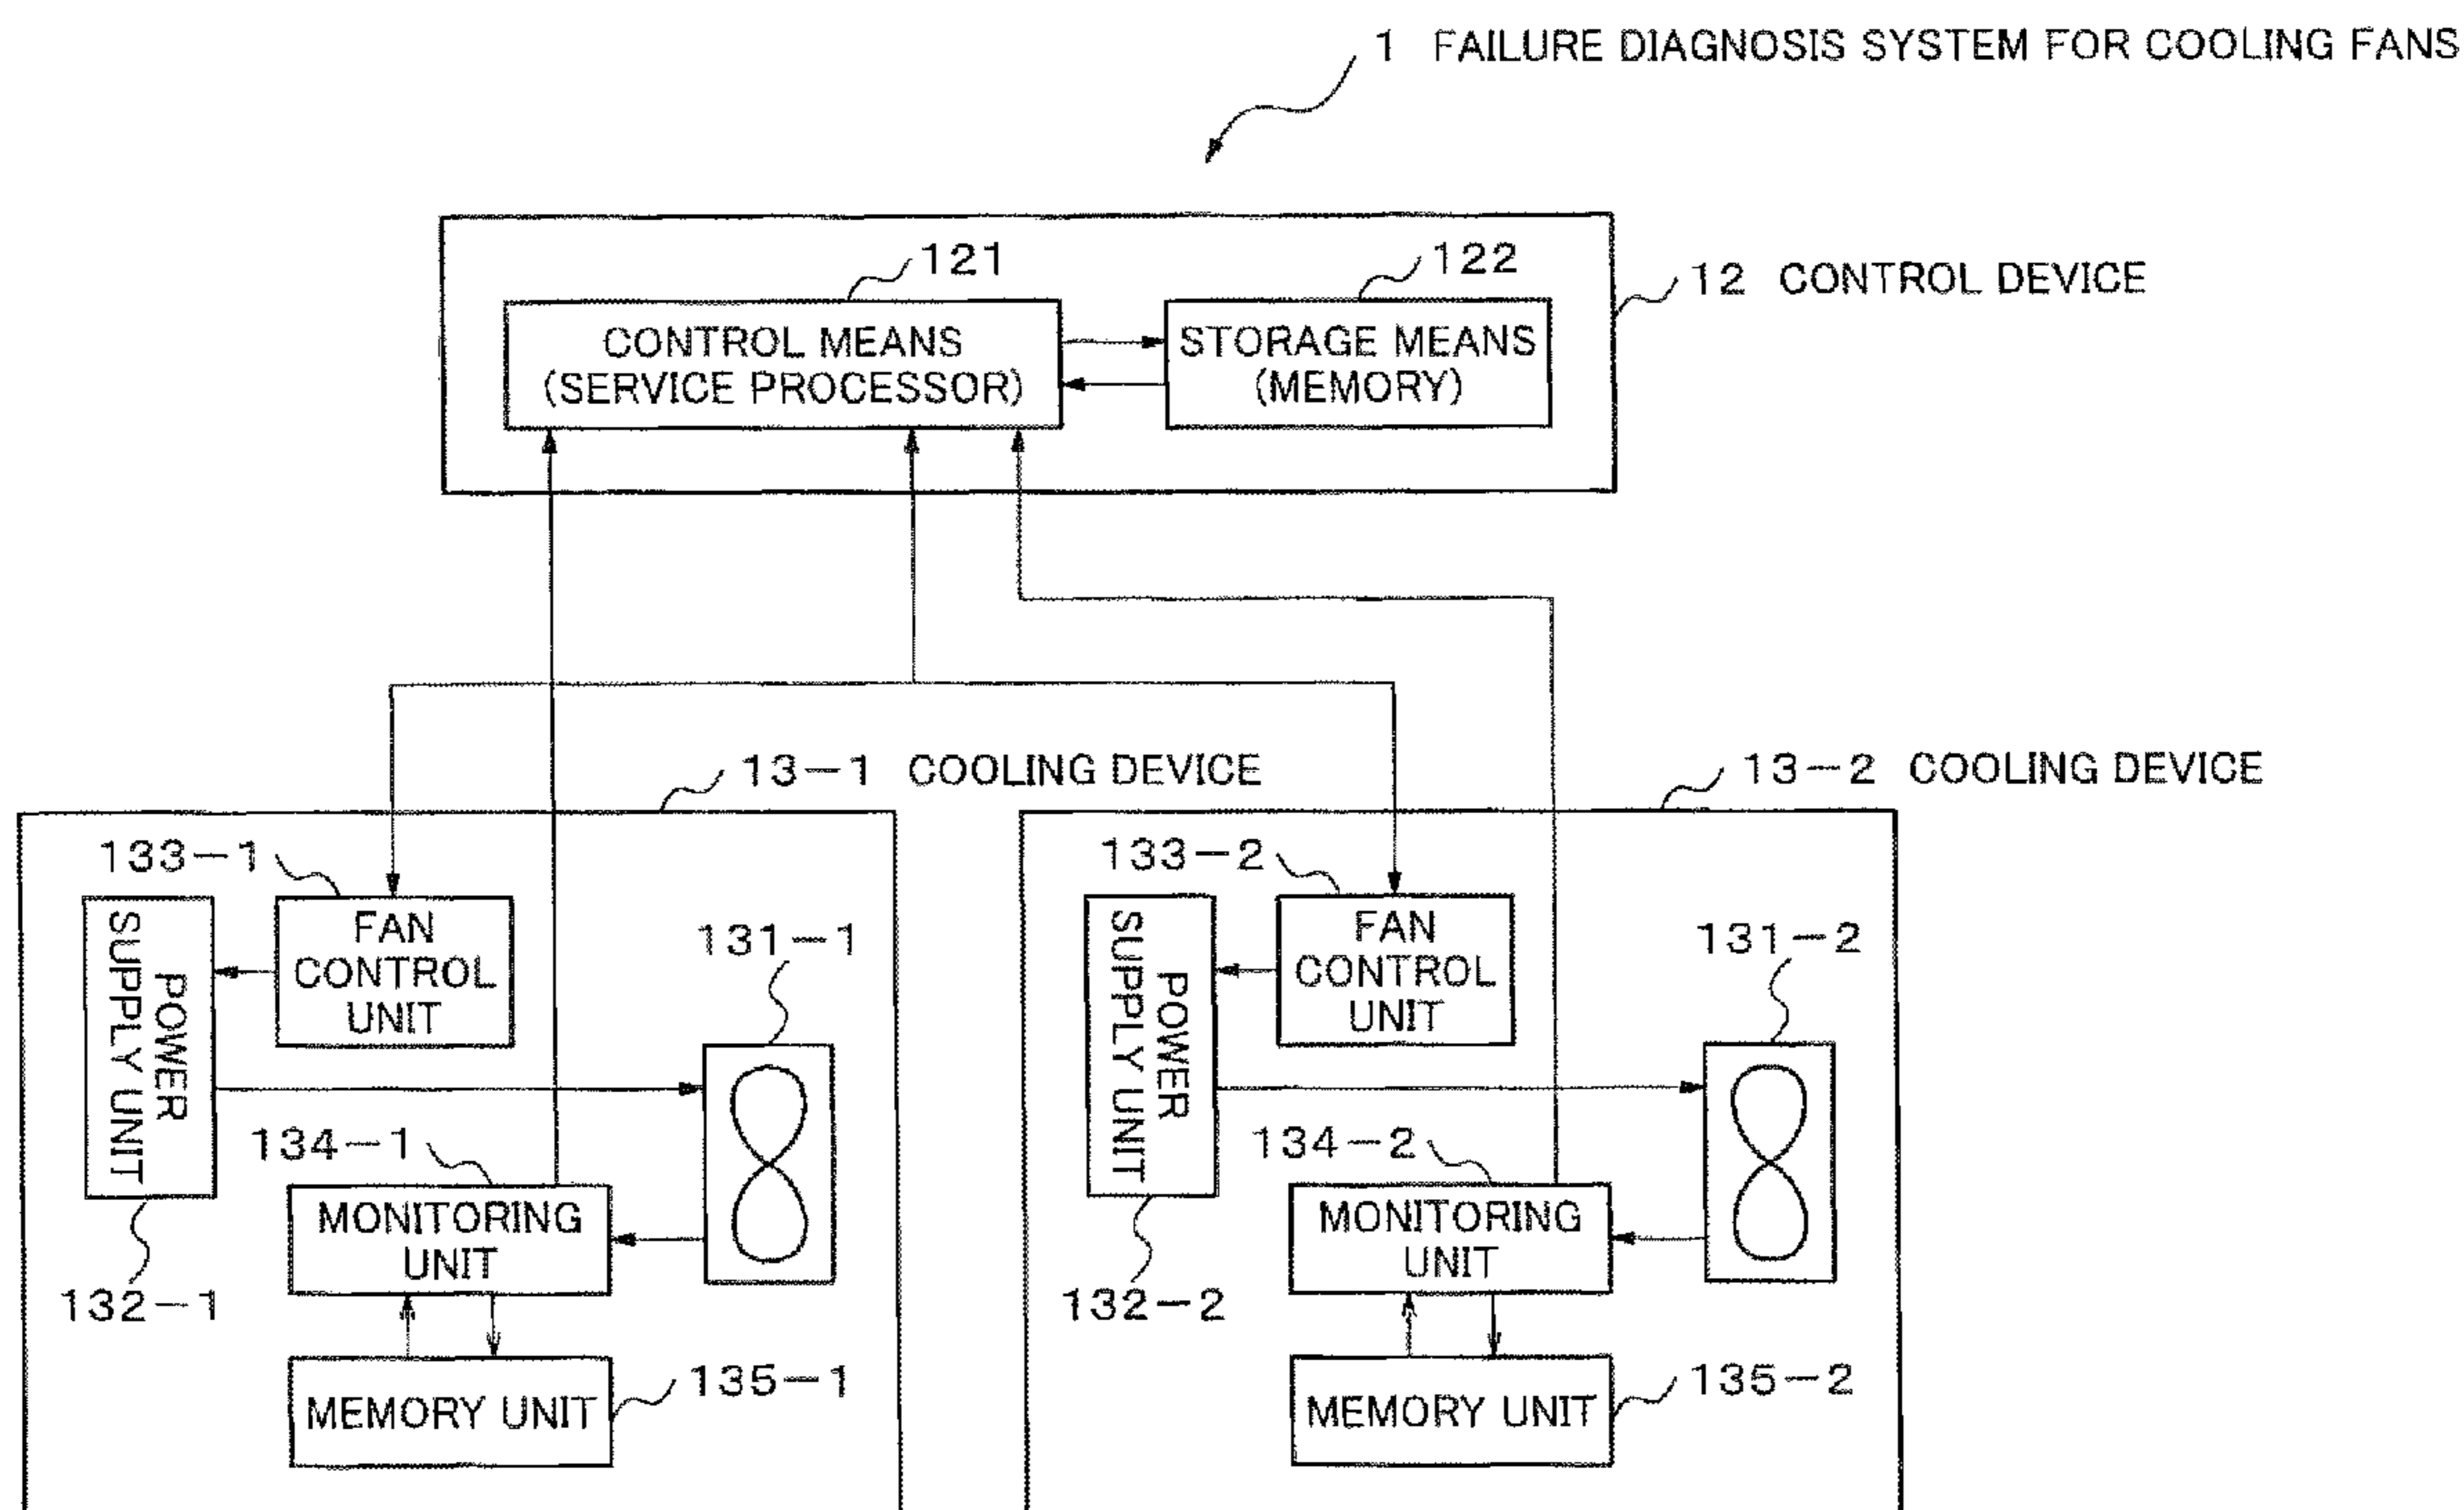 1 FAILURE DIAGNOSIS SYSTEM FOR COOLING FANS
12 CONTROL DEVICE
121
CONTROL MEANS
(SERVICE PROCESSOR)
122
STORAGE MEANS
(MEMORY)
13-1 COOLING DEVICE
133-1
FAN
CONTROL
UNIT
POWER
SUPPLY UNIT
132-1
131-1
134-1
MONITORING
UNIT
MEMORY UNIT
135-1
13-2 COOLING DEVICE
133-2
FAN
CONTROL
UNIT
POWER
SUPPLY UNIT
132-2
131-2
134-2
MONITORING
UNIT
MEMORY UNIT
135-2